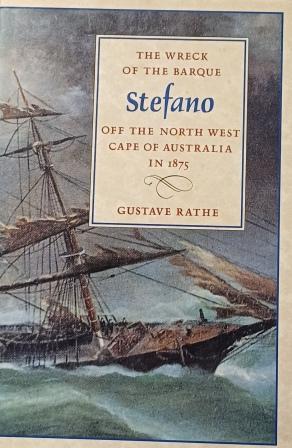 THE WRECK
OF THE BARQUE
Stefano
OFF THE NORTH WEST
CAPE OF AUSTRALIA
IN 1875
GUSTAVE RATHE